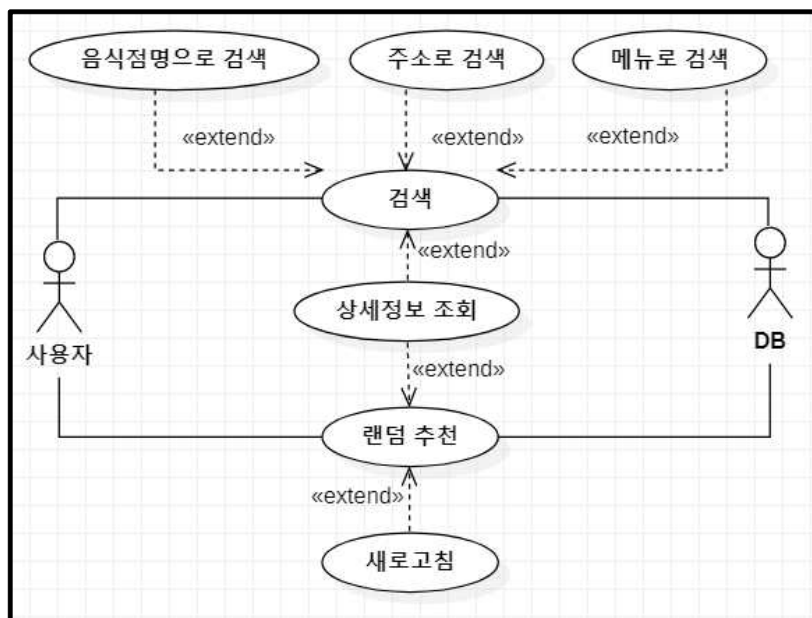 음식점명으로 검색
주소로 검색
메뉴로 검색
«extend»
«extend»
«extend»
검색
«extend»
상세정보 조회
사용자
DB
«extend»
랜덤 추천
«extend»
새로고침